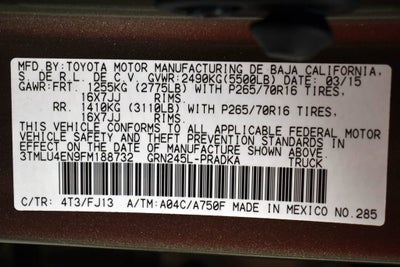 MFD.BY:TOYOTA MOTOR MANUFACTURING DE BAJA CALIFORNIA,
S. DE R.L. DE C.V. GVWR:2490KG(5500LB) DATE: 03/15
GAWR:FRT. 1255KG (2775LB) WITH P265/70R16 TIRES,
16X7JJ RIMS.
RR. 1410KG (3110LB) WITH P265/70R16 TIRES,
16X7JJ RIMS.
THIS VEHICLE CONFORMS TO ALL APPLICABLE FEDERAL MOTOR
VEHICLE SAFETY AND THEFT PREVENTION STANDARDS IN
EFFECT ON THE DATE OF MANUFACTURE SHOWN ABOVE.
3TMLU4EN9FM188732 GRN245L-PRADKA TRUCK
C/TR: 4T3/FJ13 A/TM:A04C/A750F MADE IN MEXICO NO.285